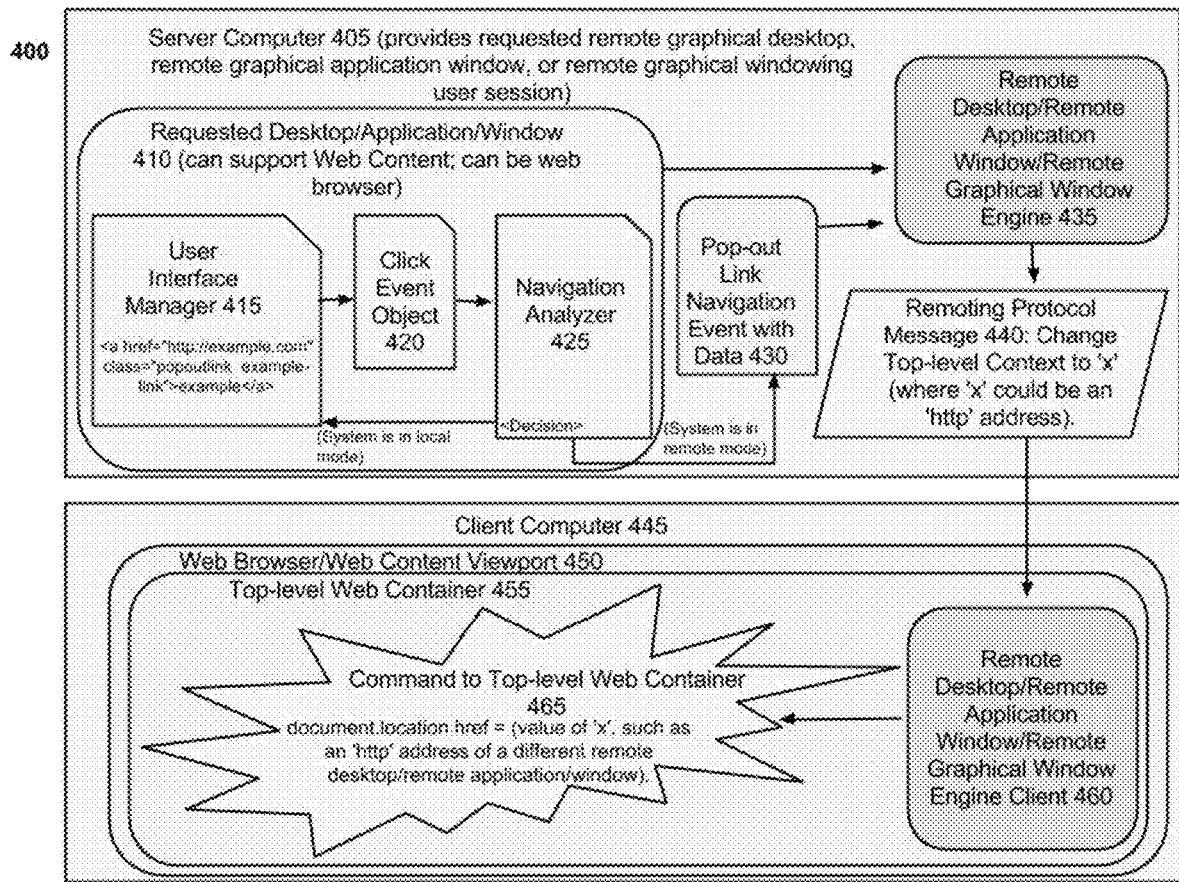 400
Server Computer 405 (provides requested remote graphical desktop,
remote graphical application window, or remote graphical windowing
user session)
Requested Desktop/Application/Window
410 (can support Web Content; can be web
browser)
User
Interface
Manager 415
<a href="http://example.com"
class="popoutlink example-
link">example</a>
Click
Event
Object
420
Navigation
Analyzer
425
<Decision>
(System is in local
mode)
(System is in
remote mode)
Pop-out
Link
Navigation
Event with
Data 430
Remote
Desktop/Remote
Application
Window/Remote
Graphical Window
Engine 435
Remoting Protocol
Message 440: Change
Top-level Context to 'x'
(where 'x' could be an
'http' address).
Client Computer 445
Web Browser/Web Content Viewport 450
Top-level Web Container 455
Command to Top-level Web Container
465
document.location.href = (value of 'x', such as
an 'http' address of a different remote
desktop/remote application/window).
Remote
Desktop/Remote
Application
Window/Remote
Graphical Window
Engine Client 460